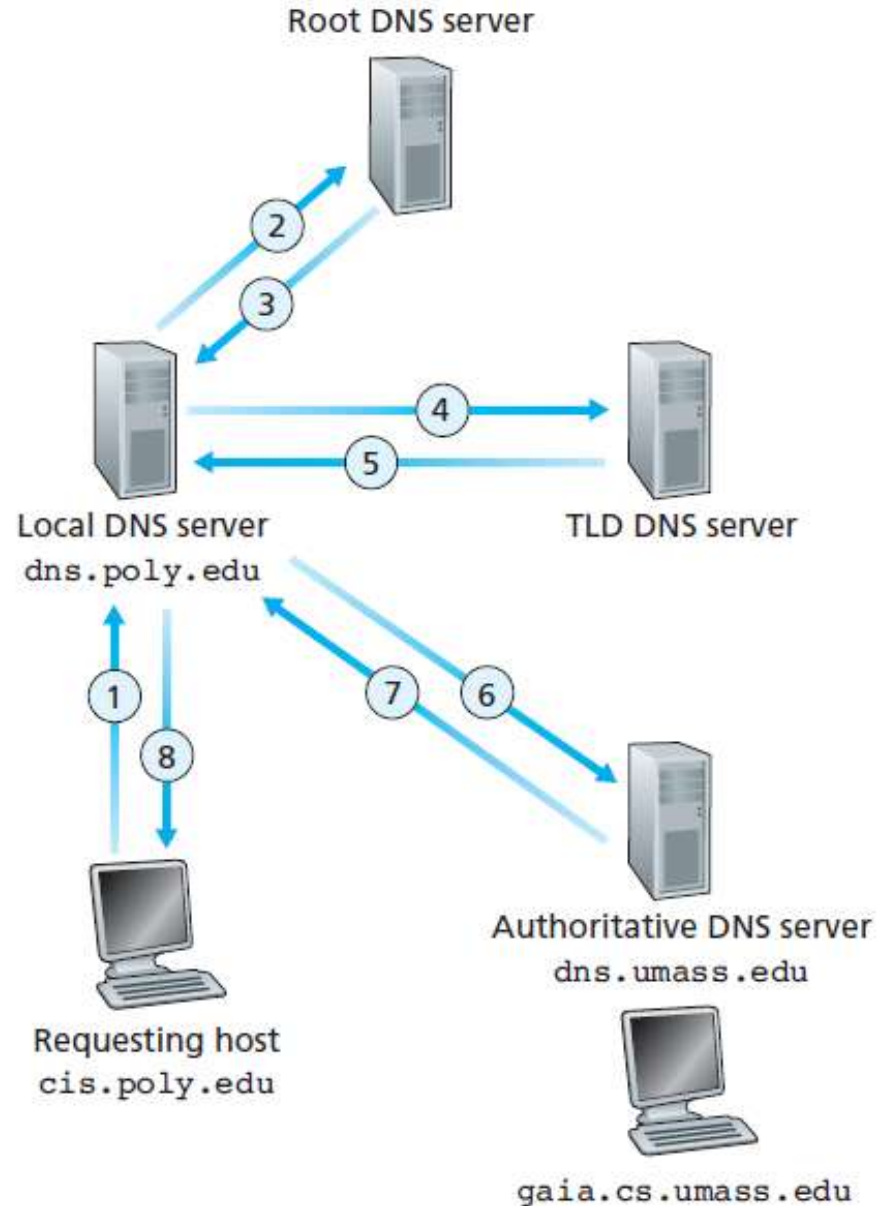 Root DNS server
2
3
4
5
Local DNS server
dns.poly.edu
TLD DNS server
1
8
7
6
Authoritative DNS server
dns.umass.edu
Requesting host
cis.poly.edu
gaia.cs.umass.edu